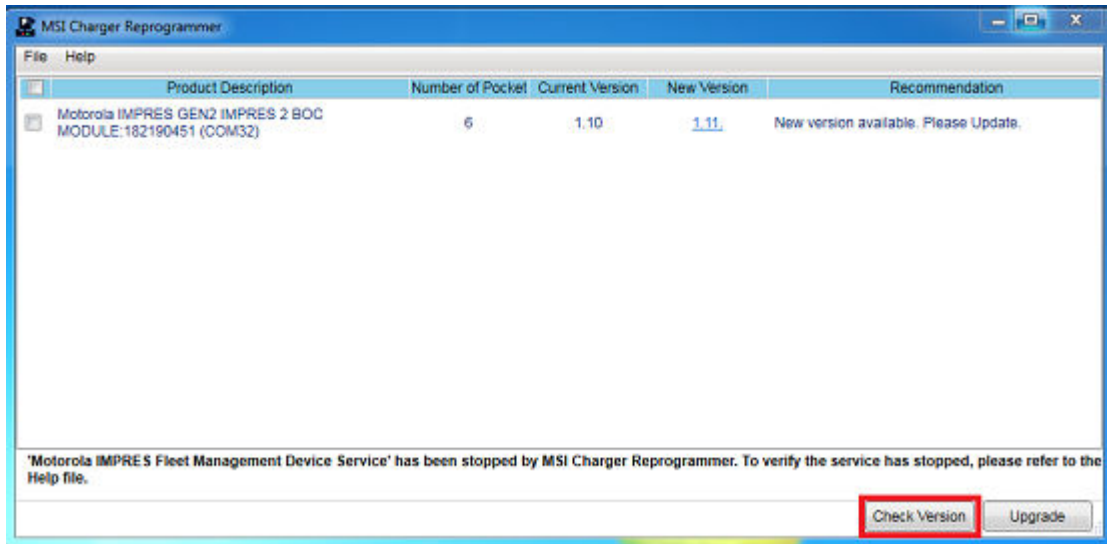 MSI Charger Reprogrammer
File Help
Product Description Number of Pocket Current Version New Version Recommendation
Motorola IMPRES GEN2 IMPRES 2 BOC
MODULE:182190451 (COM32) 6 1.10 1.11. New version available. Please Update.
'Motorola IMPRES Fleet Management Device Service' has been stopped by MSI Charger Reprogrammer. To verify the service has stopped, please refer to the
Help file.
Check Version Upgrade